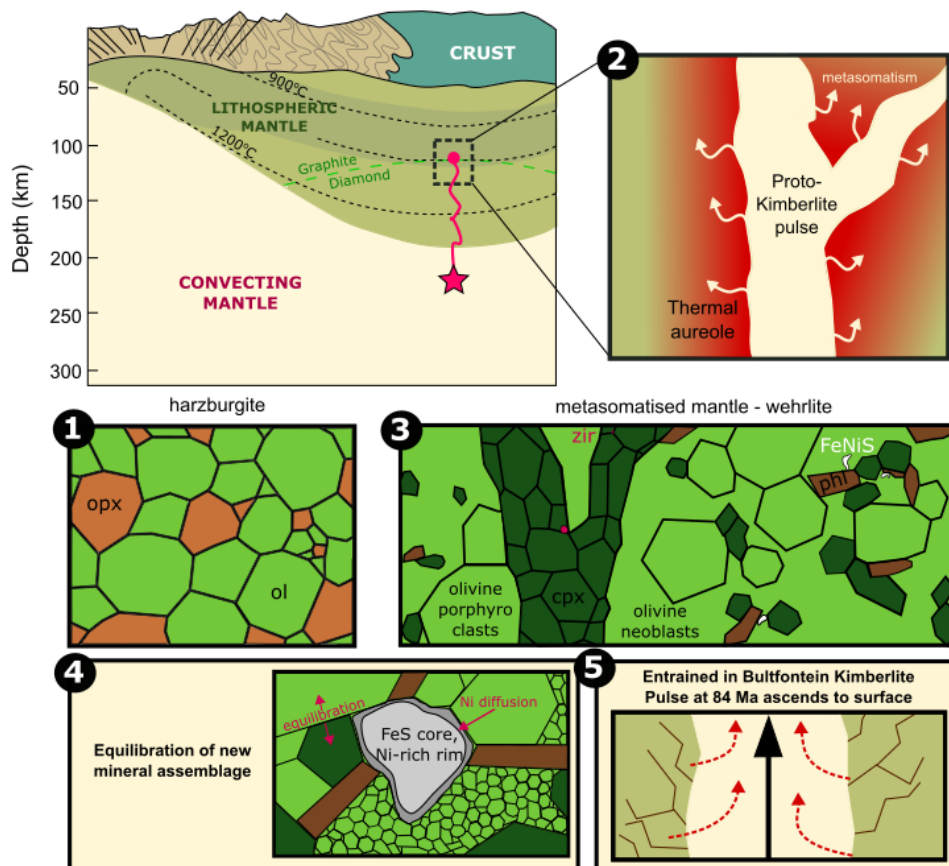 CRUST
50
100
150
200
250
300
Depth (km)
900°C
LITHOSPHERIC
MANTLE
1200°C
Graphite
Diamond
CONVECTING
MANTLE
2
metasomatism
Proto-
Kimberlite
pulse
Thermal
aureole
harzburgite
1
opx
ol
metasomatised mantle - wehrlite
3
zir
FeNiS
phl
olivine
porphyro
clasts
cpx
olivine
neoblasts
4
Equilibration of new
mineral assemblage
equilibration
Ni diffusion
FeS core,
Ni-rich rim
5
Entrained in Bultfontein Kimberlite
Pulse at 84 Ma ascends to surface